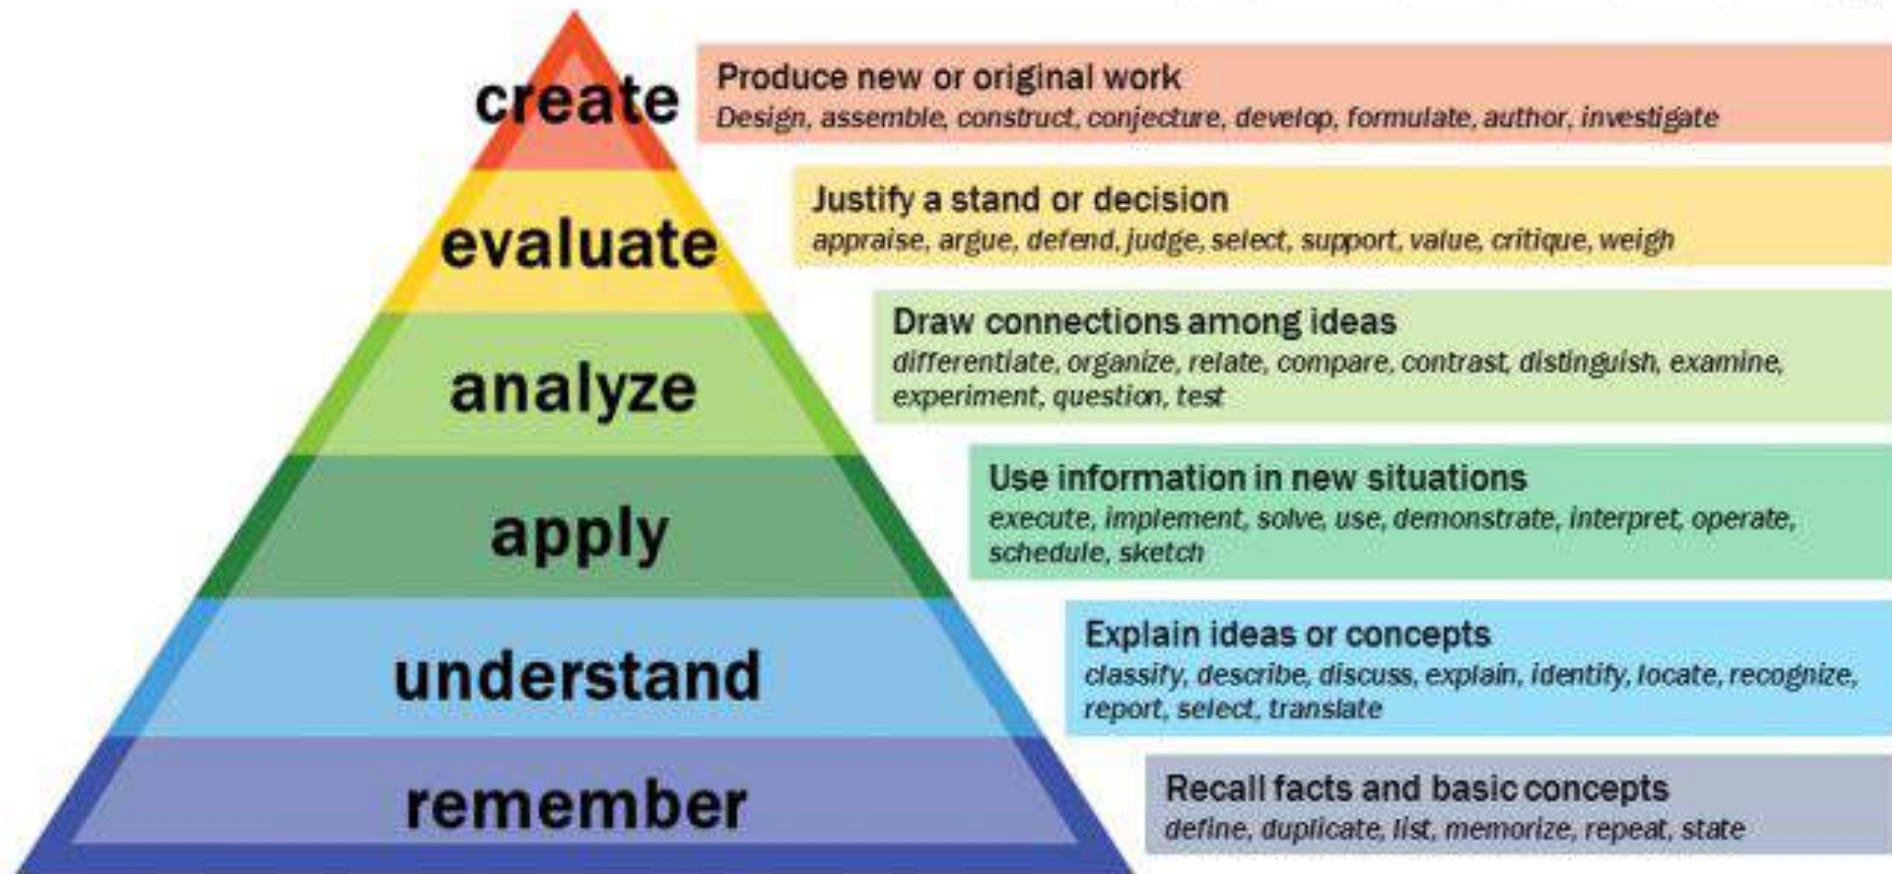 create
Produce new or original work
Design, assemble, construct, conjecture, develop, formulate, author, investigate
evaluate
Justify a stand or decision
appraise, argue, defend, judge, select, support, value, critique, weigh
analyze
Draw connections among ideas
differentiate, organize, relate, compare, contrast, distinguish, examine,
experiment, question, test
apply
Use information in new situations
execute, implement, solve, use, demonstrate, interpret, operate,
schedule, sketch
understand
Explain ideas or concepts
classify, describe, discuss, explain, identify, locate, recognize,
report, select, translate
remember
Recall facts and basic concepts
define, duplicate, list, memorize, repeat, state